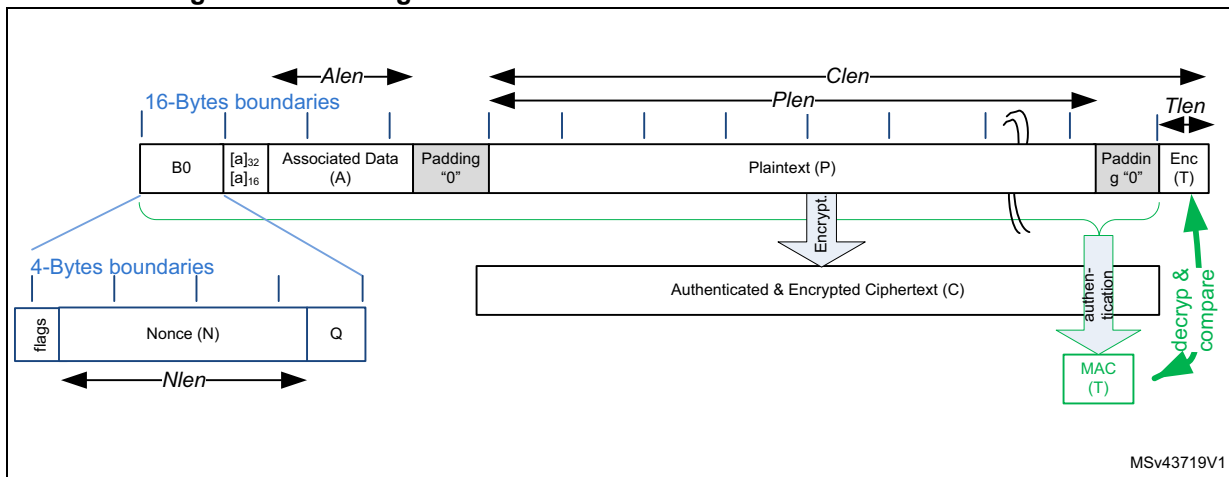 Alen
Clen
Plen
Tlen
16-Bytes boundaries
B0
[a]32
[a]16
Associated Data
(A)
Padding
“0”
Plaintext (P)
Paddin
g “0”
Enc
(T)
Encrypt.
4-Bytes boundaries
Authenticated & Encrypted Ciphertext (C)
authen-
tication
decryp &
compare
flags
Nonce (N)
Q
Nlen
MAC
(T)
MSv43719V1